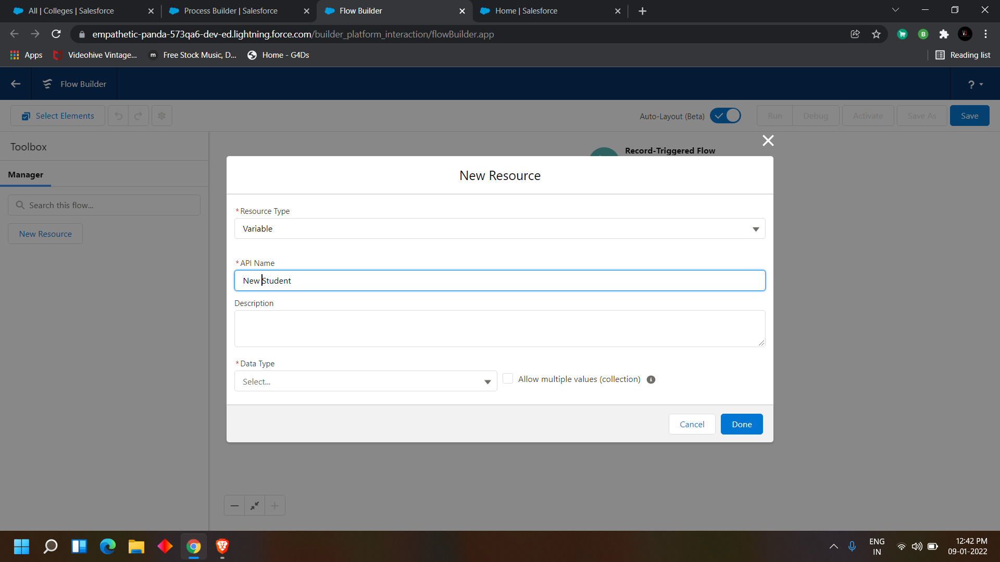 All | Colleges | Salesforce
Process Builder | Salesforce
Flow Builder
Home | Salesforce
empathetic-panda-573qa6-dev-ed.lightning.force.com/builder_platform_interaction/flowBuilder.app
Apps
Videohive Vintage...
m
Free Stock Music, D...
Home - G4Ds
Reading list
Flow Builder
?
Select Elements
Auto-Layout (Beta)
Run
Debug
Activate
Save As
Save
Toolbox
Record-Triggered Flow
Manager
New Resource
Search this flow...
New Resource
* Resource Type
Variable
* API Name
New Student
Description
* Data Type
Select...
Allow multiple values (collection)
Cancel
Done
ENG
IN
12:42 PM
09-01-2022